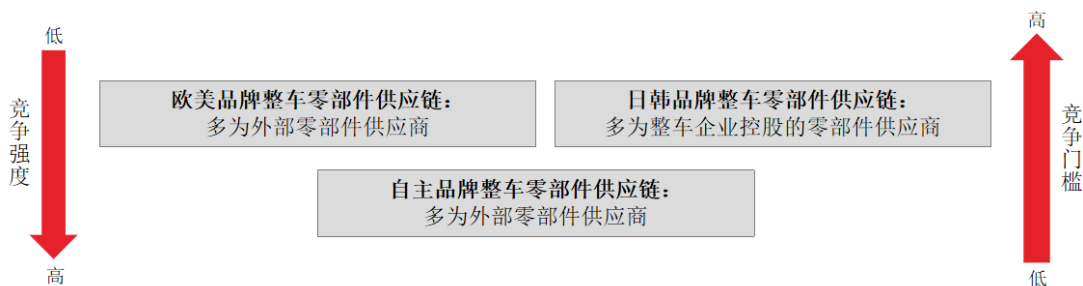 低
竞争强度
高
欧美品牌整车零部件供应链：
多为外部零部件供应商
日韩品牌整车零部件供应链：
多为整车企业控股的零部件供应商
自主品牌整车零部件供应链：
多为外部零部件供应商
高
竞争门槛
低